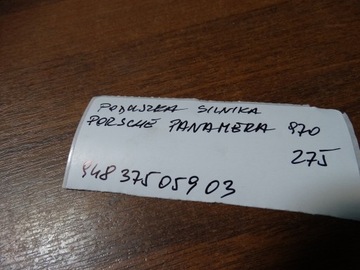 PODUSZKA SILNIKA
PORSCHE PANAMERA 970
275
948 375 059 03